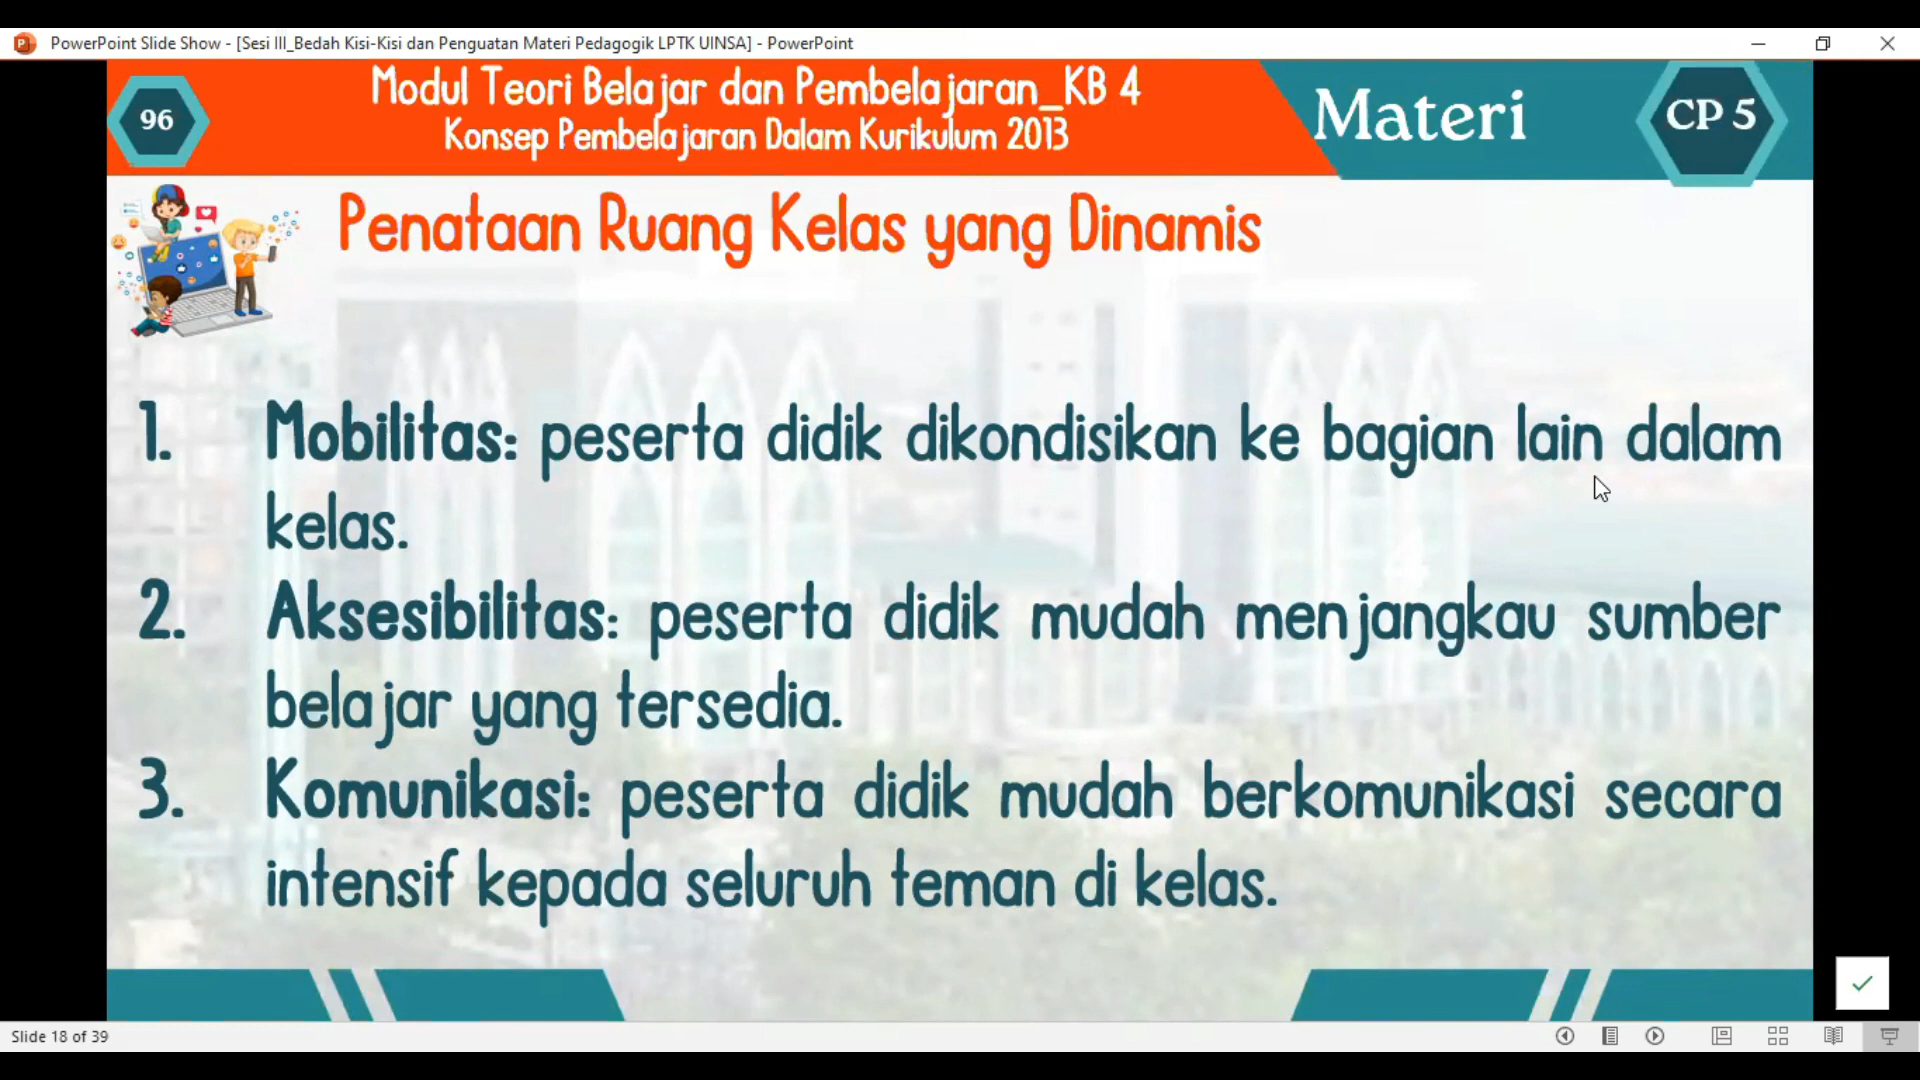 PowerPoint Slide Show - [Sesi III_Bedah Kisi-Kisi dan Penguatan Materi Pedagogik LPTK UINSA] - PowerPoint
96
Modul Teori Belajar dan Pembelajaran_KB 4
Konsep Pembelajaran Dalam Kurikulum 2013
Materi
CP 5
Penataan Ruang Kelas yang Dinamis
1. Mobilitas: peserta didik dikondisikan ke bagian lain dalam
kelas.
2. Aksesibilitas: peserta didik mudah menjangkau sumber
belajar yang tersedia.
3. Komunikasi: peserta didik mudah berkomunikasi secara
intensif kepada seluruh teman di kelas.
Slide 18 of 39